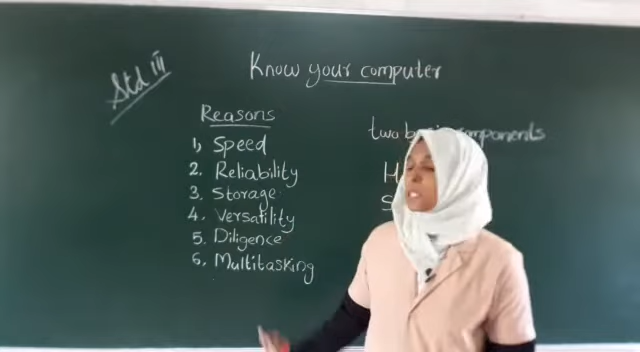 Std III
Know your computer
Reasons
1, Speed
2. Reliability
3. Storage
4. Versatility
5. Diligence
6. Multitasking
two components